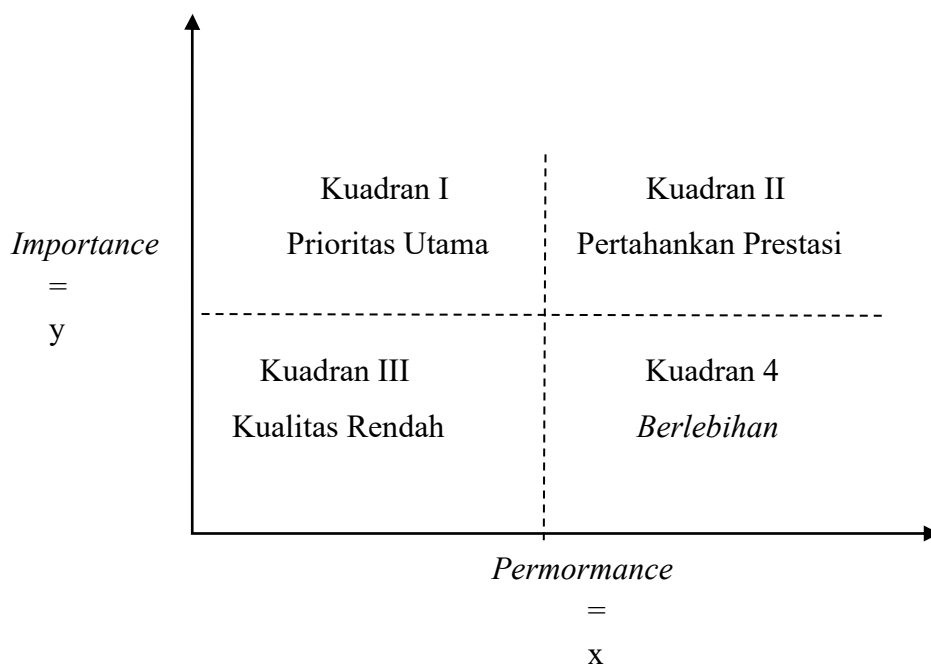 Kuadran I
Prioritas Utama
Kuadran II
Pertahankan Prestasi
Importance
=
y
Kuadran III
Kualitas Rendah
Kuadran 4
Berlebihan
Permormance
=
x